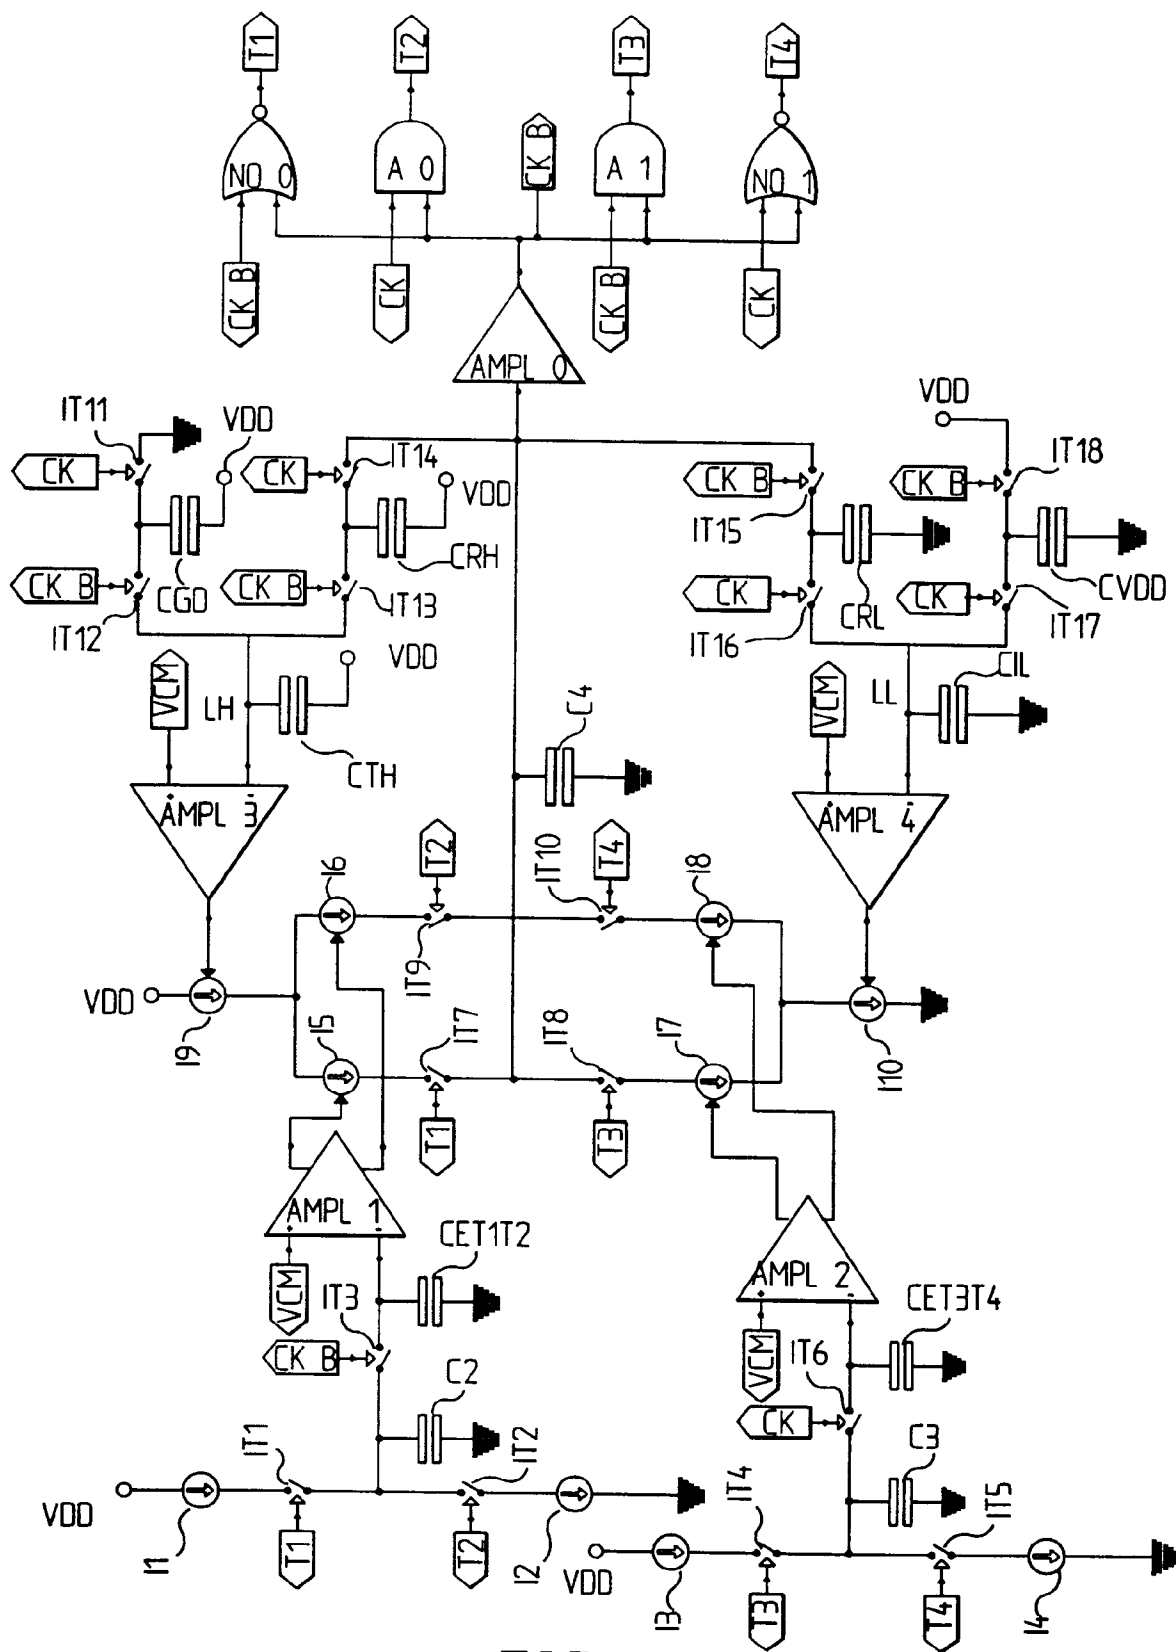 T1
T2
T3
T4
NO 0
A 0
CK B
A 1
NO 1
CK B
CK
CK B
CK
AMPL 0
IT11
VDD
CK
CK
IT14
VDD
CK B
IT15
CK B
IT18
VDD
CK B
CGD
CK B
CRH
IT12
IT13
CK
CRL
CK
CVDD
IT16
IT17
VCM
LH
VDD
CTH
C4
VCM
LL
CIL
AMPL 3
AMPL 4
T2
IT10
T4
I6
IT9
I8
VDD
I9
I5
IT7
IT8
I7
I10
T1
T3
AMPL 1
VCM
CET1T2
IT3
CK B
C2
AMPL 2
VCM
CET3T4
IT6
CK
C3
VDD
I1
IT1
T1
IT2
T2
I2
VDD
I3
IT4
T3
IT5
T4
I4